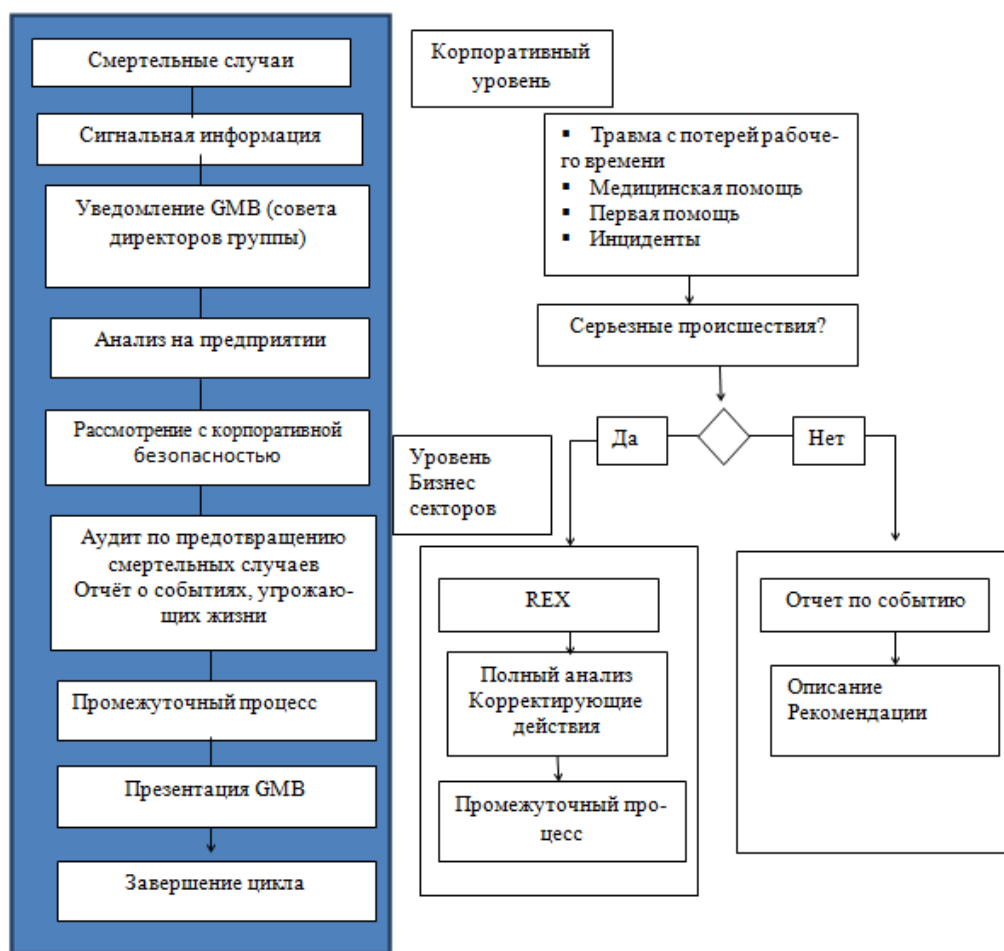 Смертельные случаи
Сигнальная информация
Уведомление GMB (совета
директоров группы)
Анализ на предприятии
Рассмотрение с корпоративной
безопасностью
Аудит по предотвращению
смертельных случаев
Отчёт о событиях, угрожаю-
щих жизни
Промежуточный процесс
Презентация GMB
Завершение цикла
Корпоративный
уровень
▪ Травма с потерей рабоче-
го времени
▪ Медицинская помощь
▪ Первая помощь
▪ Инциденты
Серьезные происшествия?
Да
Нет
Уровень
Бизнес
секторов
REX
Полный анализ
Корректирующие
действия
Промежуточный про-
цесс
Отчет по событию
Описание
Рекомендации